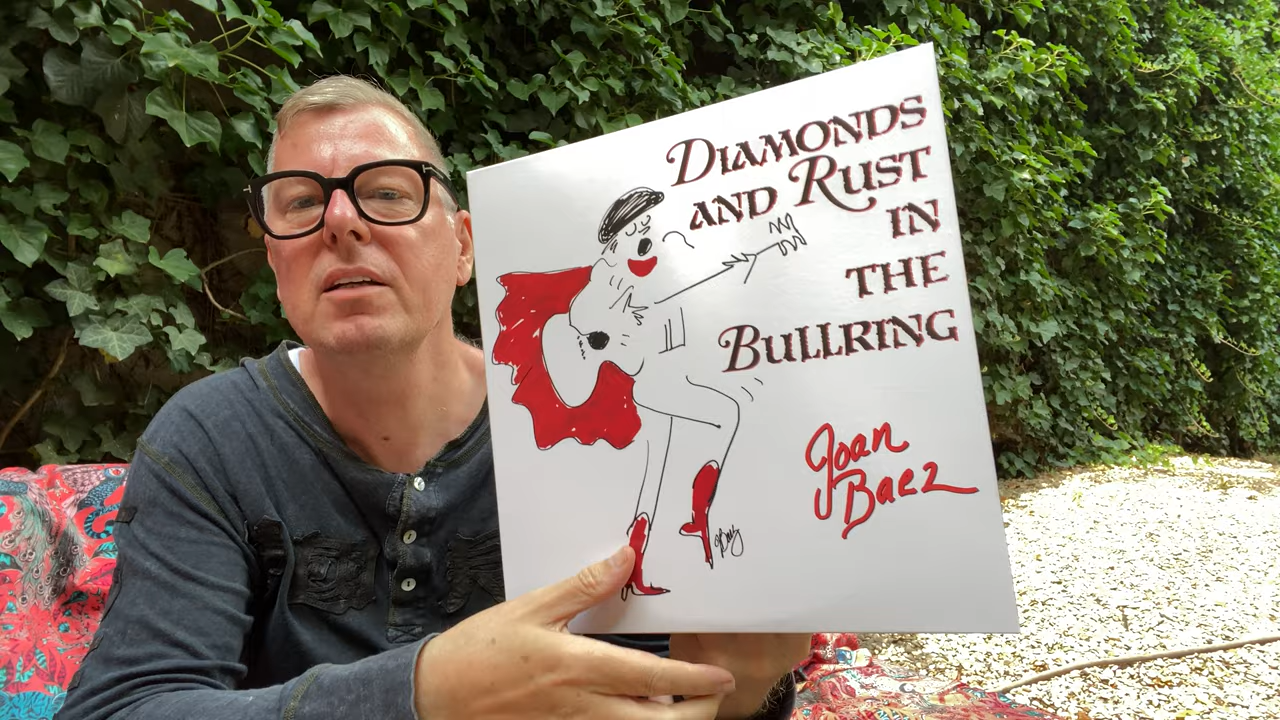 DIAMONDS
AND RUST
IN
THE
BULLRING
Joan
Baez